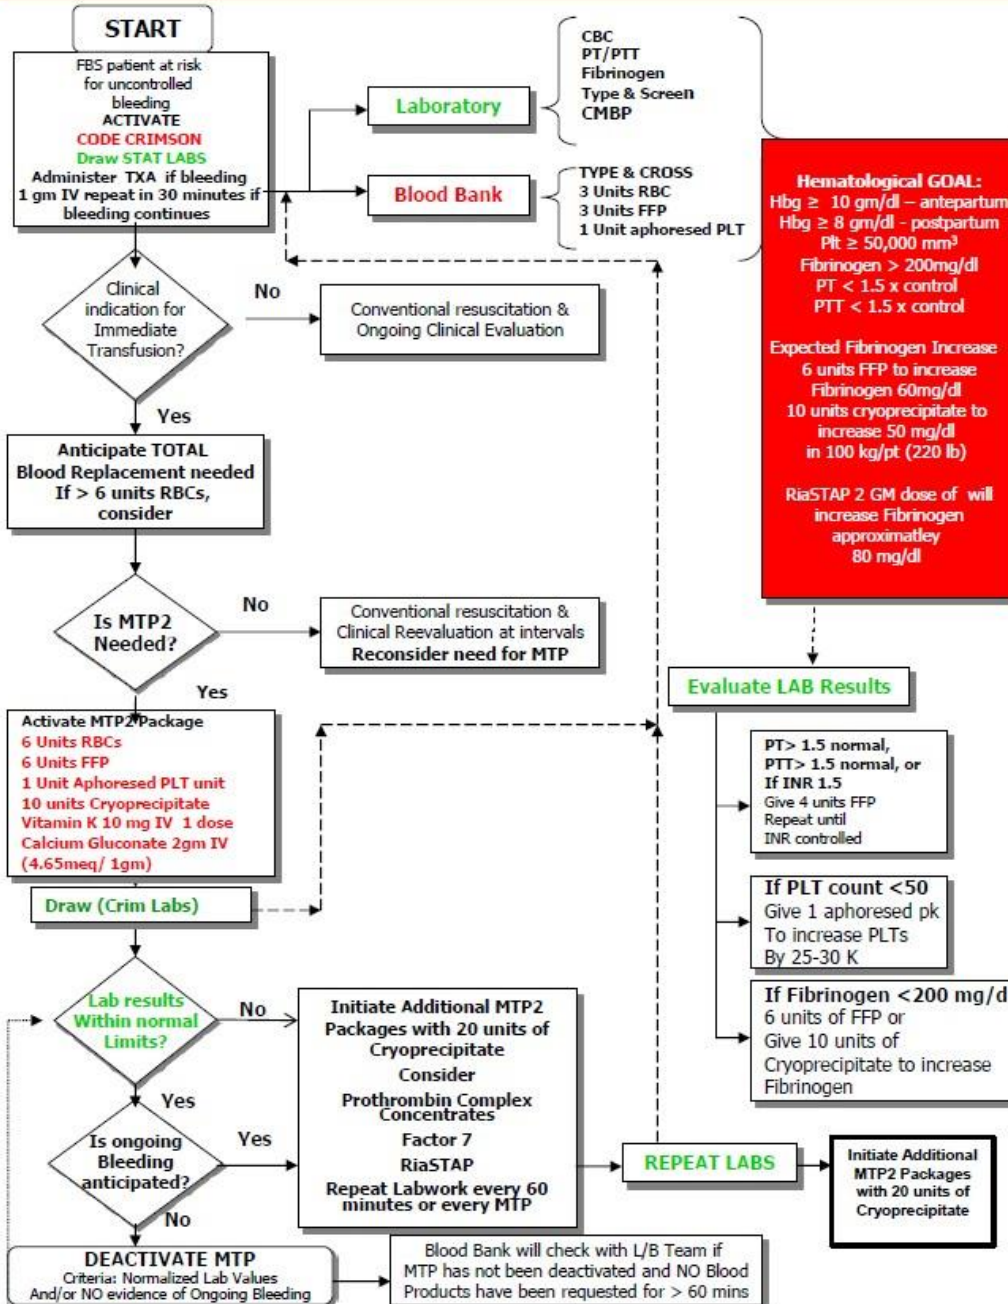 START
FBS patient at risk
for uncontrolled
bleeding
ACTIVATE
CODE CRIMSON
Draw STAT LABS
Administer TXA if bleeding
1 gm IV repeat in 30 minutes if
bleeding continues
Laboratory
CBC
PT/PTT
Fibrinogen
Type & Screen
CMBP
Blood Bank
TYPE & CROSS
3 Units RBC
3 Units FFP
1 Unit aphoresed PLT
Hematological GOAL:
Hbg ≥ 10 gm/dl – antepartum
Hbg ≥ 8 gm/dl - postpartum
Plt ≥ 50,000 mm³
Fibrinogen > 200mg/dl
PT < 1.5 x control
PTT < 1.5 x control
Expected Fibrinogen Increase
6 units FFP to increase
Fibrinogen 60mg/dl
10 units cryoprecipitate to
increase 50 mg/dl
in 100 kg/pt (220 lb)
RiaSTAP 2 GM dose of will
increase Fibrinogen
approximatley
80 mg/dl
Clinical
indication for
Immediate
Transfusion?
No
Conventional resuscitation &
Ongoing Clinical Evaluation
Yes
Anticipate TOTAL
Blood Replacement needed
If > 6 units RBCs,
consider
Is MTP2
Needed?
No
Conventional resuscitation &
Clinical Reevaluation at intervals
Reconsider need for MTP
Yes
Activate MTP2 Package
6 Units RBCs
6 Units FFP
1 Unit Aphoresed PLT unit
10 units Cryoprecipitate
Vitamin K 10 mg IV 1 dose
Calcium Gluconate 2gm IV
(4.65meq/ 1gm)
Draw (Crim Labs)
Evaluate LAB Results
PT> 1.5 normal,
PTT> 1.5 normal, or
If INR 1.5
Give 4 units FFP
Repeat until
INR controlled
If PLT count <50
Give 1 aphoresed pk
To increase PLTs
By 25-30 K
If Fibrinogen <200 mg/d
6 units of FFP or
Give 10 units of
Cryoprecipitate to increase
Fibrinogen
Lab results
Within normal
Limits?
No
Yes
Initiate Additional MTP2
Packages with 20 units of
Cryoprecipitate
Consider
Prothrombin Complex
Concentrates
Factor 7
RiaSTAP
Repeat Labwork every 60
minutes or every MTP
Is ongoing
Bleeding
anticipated?
Yes
No
REPEAT LABS
Initiate Additional
MTP2 Packages
with 20 units of
Cryoprecipitate
DEACTIVATE MTP
Criteria: Normalized Lab Values
And/or NO evidence of Ongoing Bleeding
Blood Bank will check with L/B Team if
MTP has not been deactivated and NO Blood
Products have been requested for > 60 mins